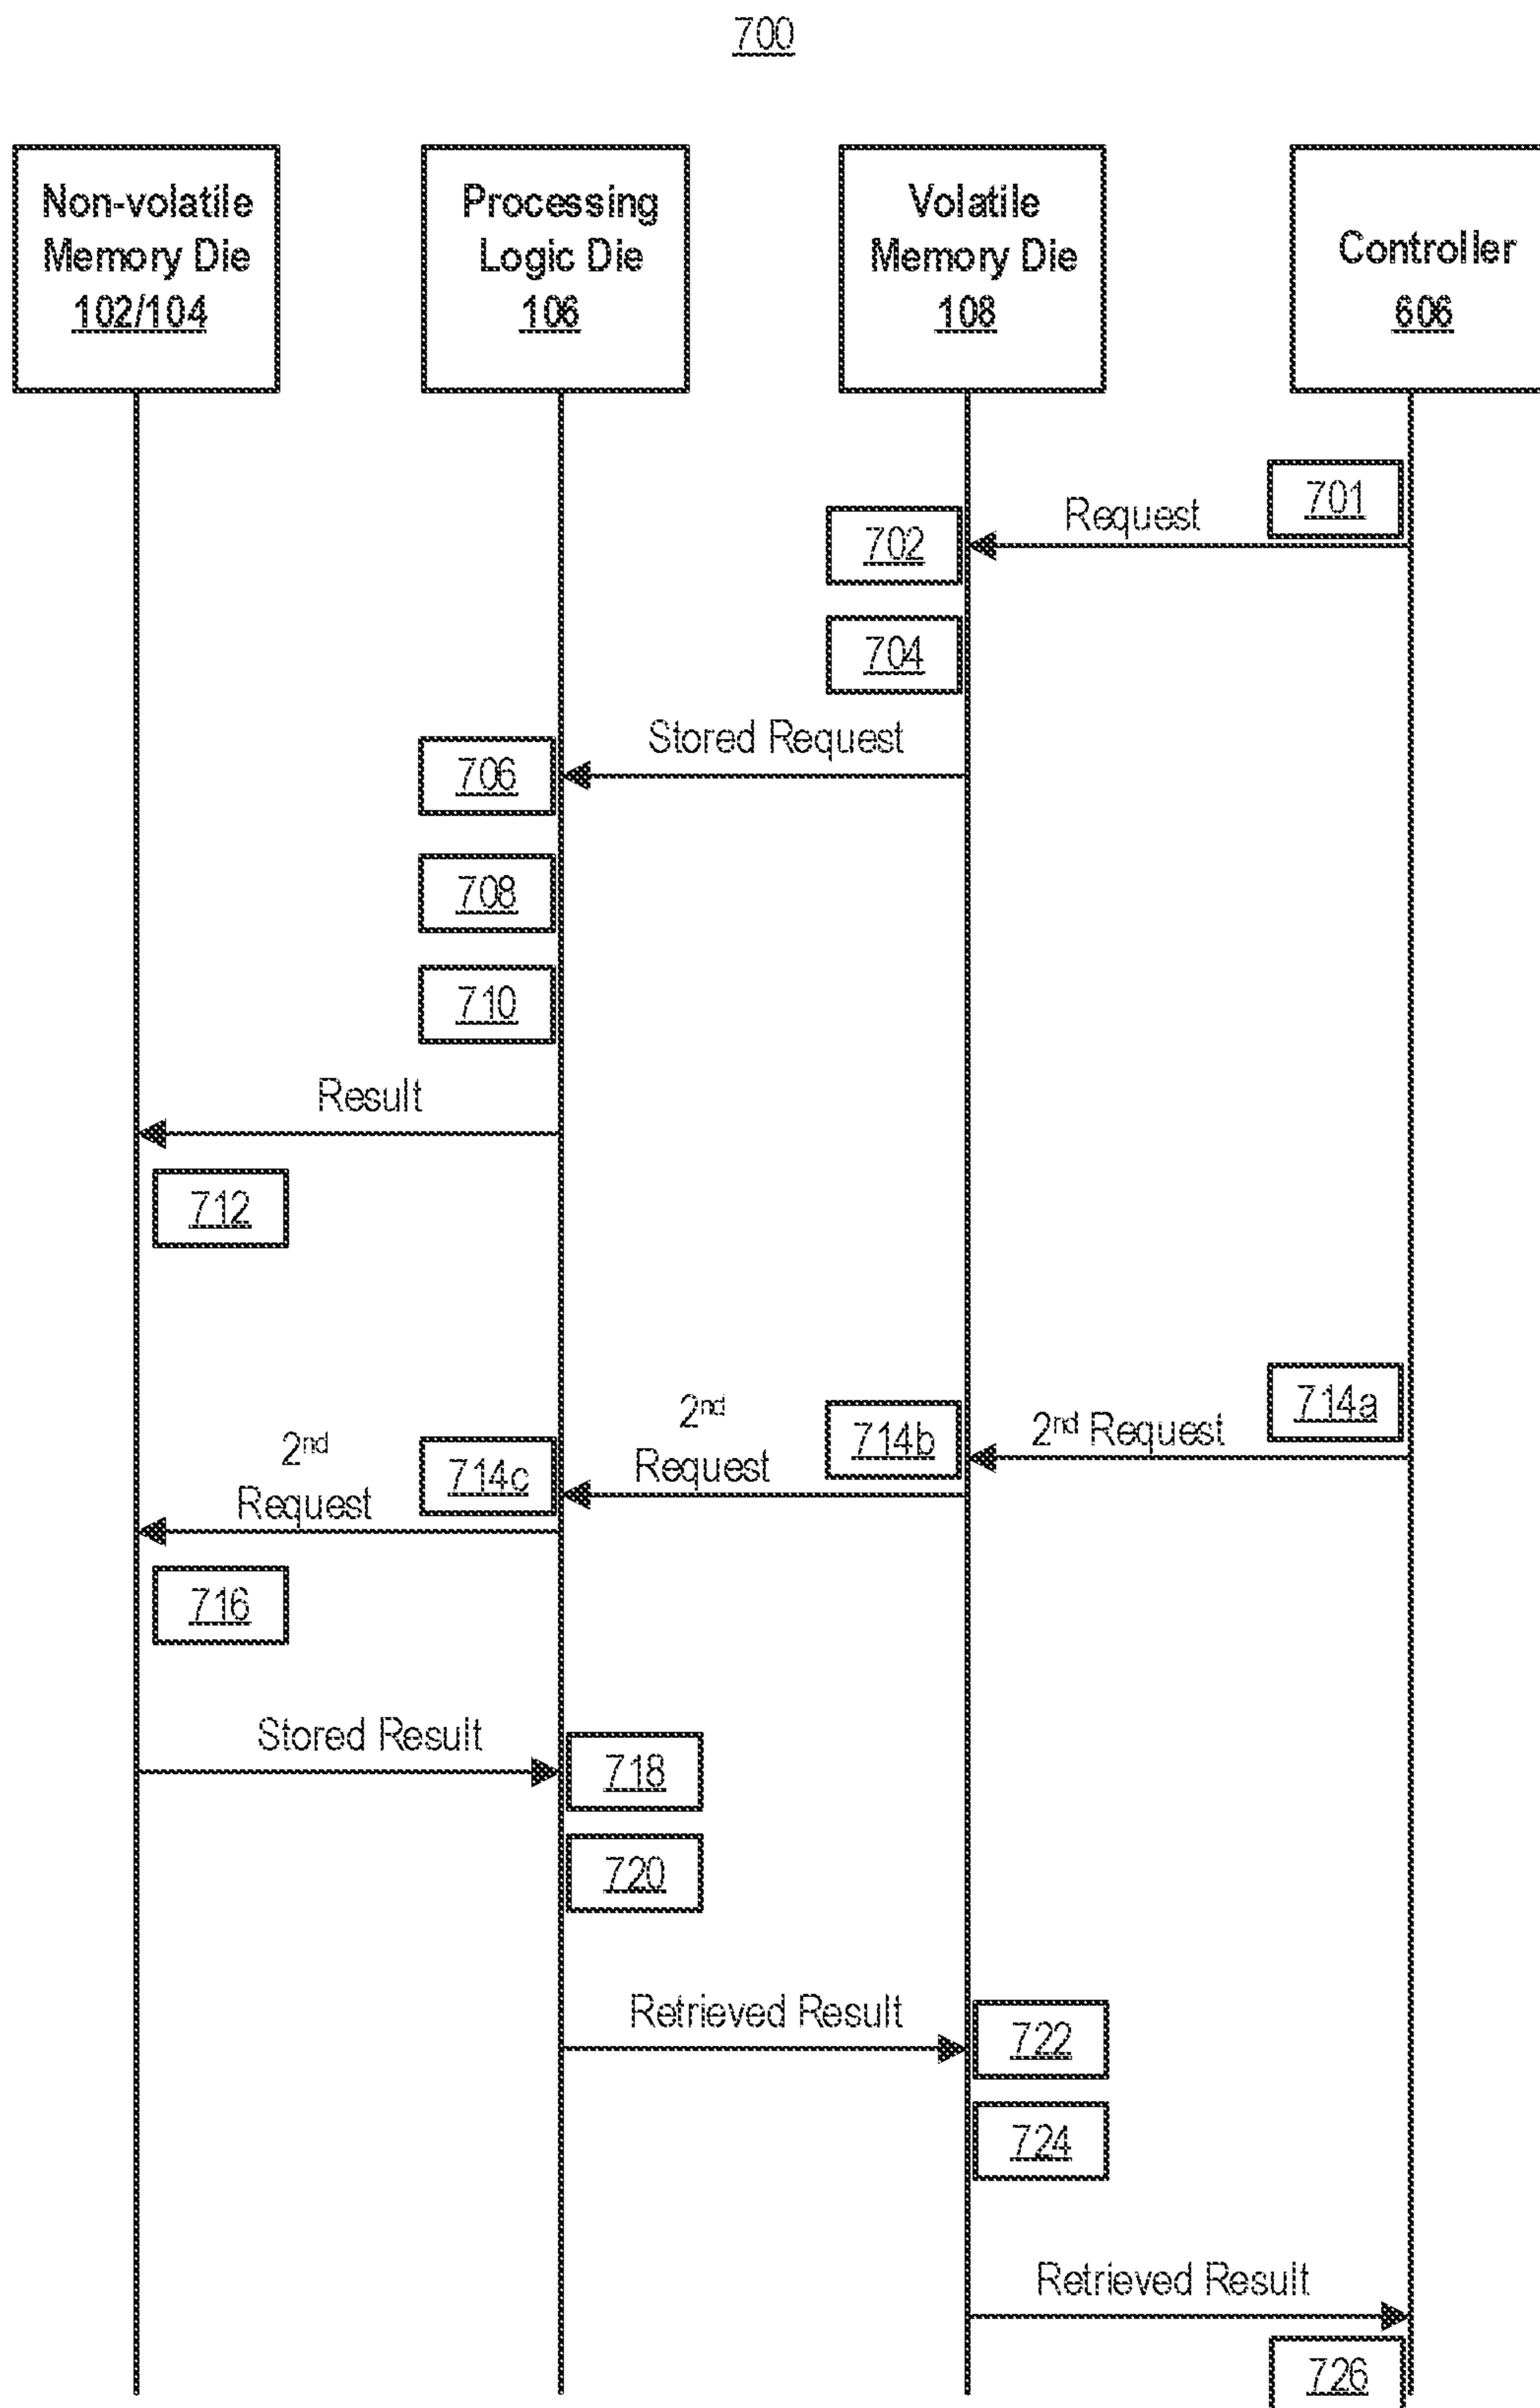 700
Non-volatile
Memory Die
102/104
Processing
Logic Die
106
Volatile
Memory Die
108
Controller
606
701
Request
702
704
Stored Request
706
708
710
Result
712
714a
2nd Request
714b
2nd
Request
714c
2nd
Request
716
Stored Result
718
720
Retrieved Result
722
724
Retrieved Result
726